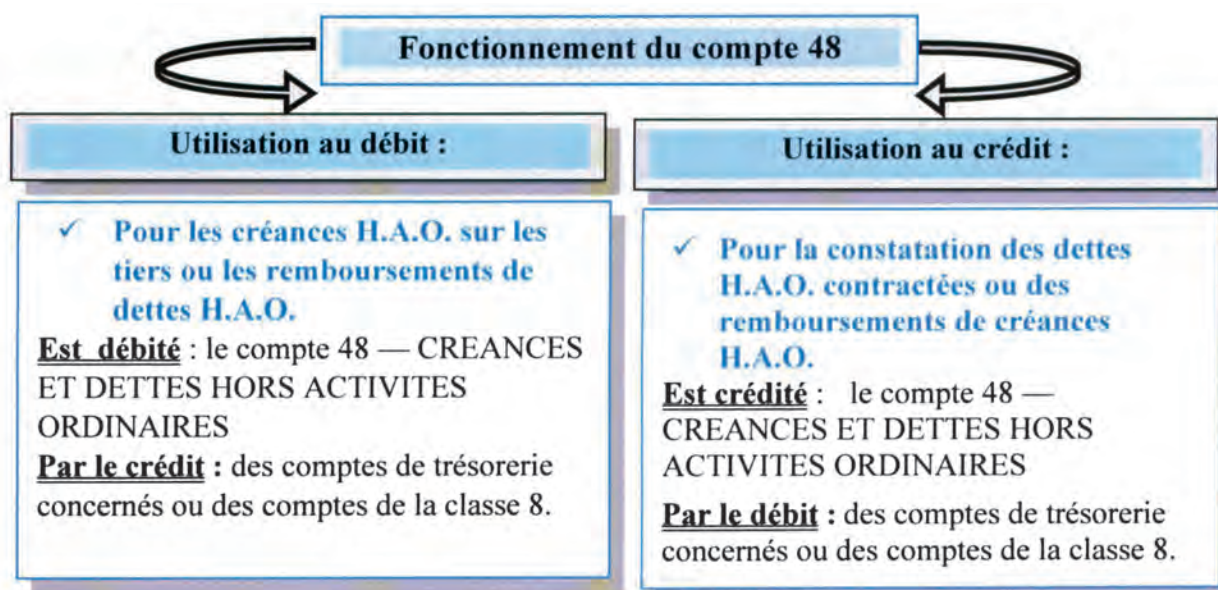 Fonctionnement du compte 48
Utilisation au débit :
✓ Pour les créances H.A.O. sur les
tiers ou les remboursements de
dettes H.A.O.
Est débité : le compte 48 — CREANCES
ET DETTES HORS ACTIVITES
ORDINAIRES
Par le crédit : des comptes de trésorerie
concernés ou des comptes de la classe 8.
Utilisation au crédit :
✓ Pour la constatation des dettes
H.A.O. contractées ou des
remboursements de créances
H.A.O.
Est crédité : le compte 48 —
CREANCES ET DETTES HORS
ACTIVITES ORDINAIRES
Par le débit : des comptes de trésorerie
concernés ou des comptes de la classe 8.